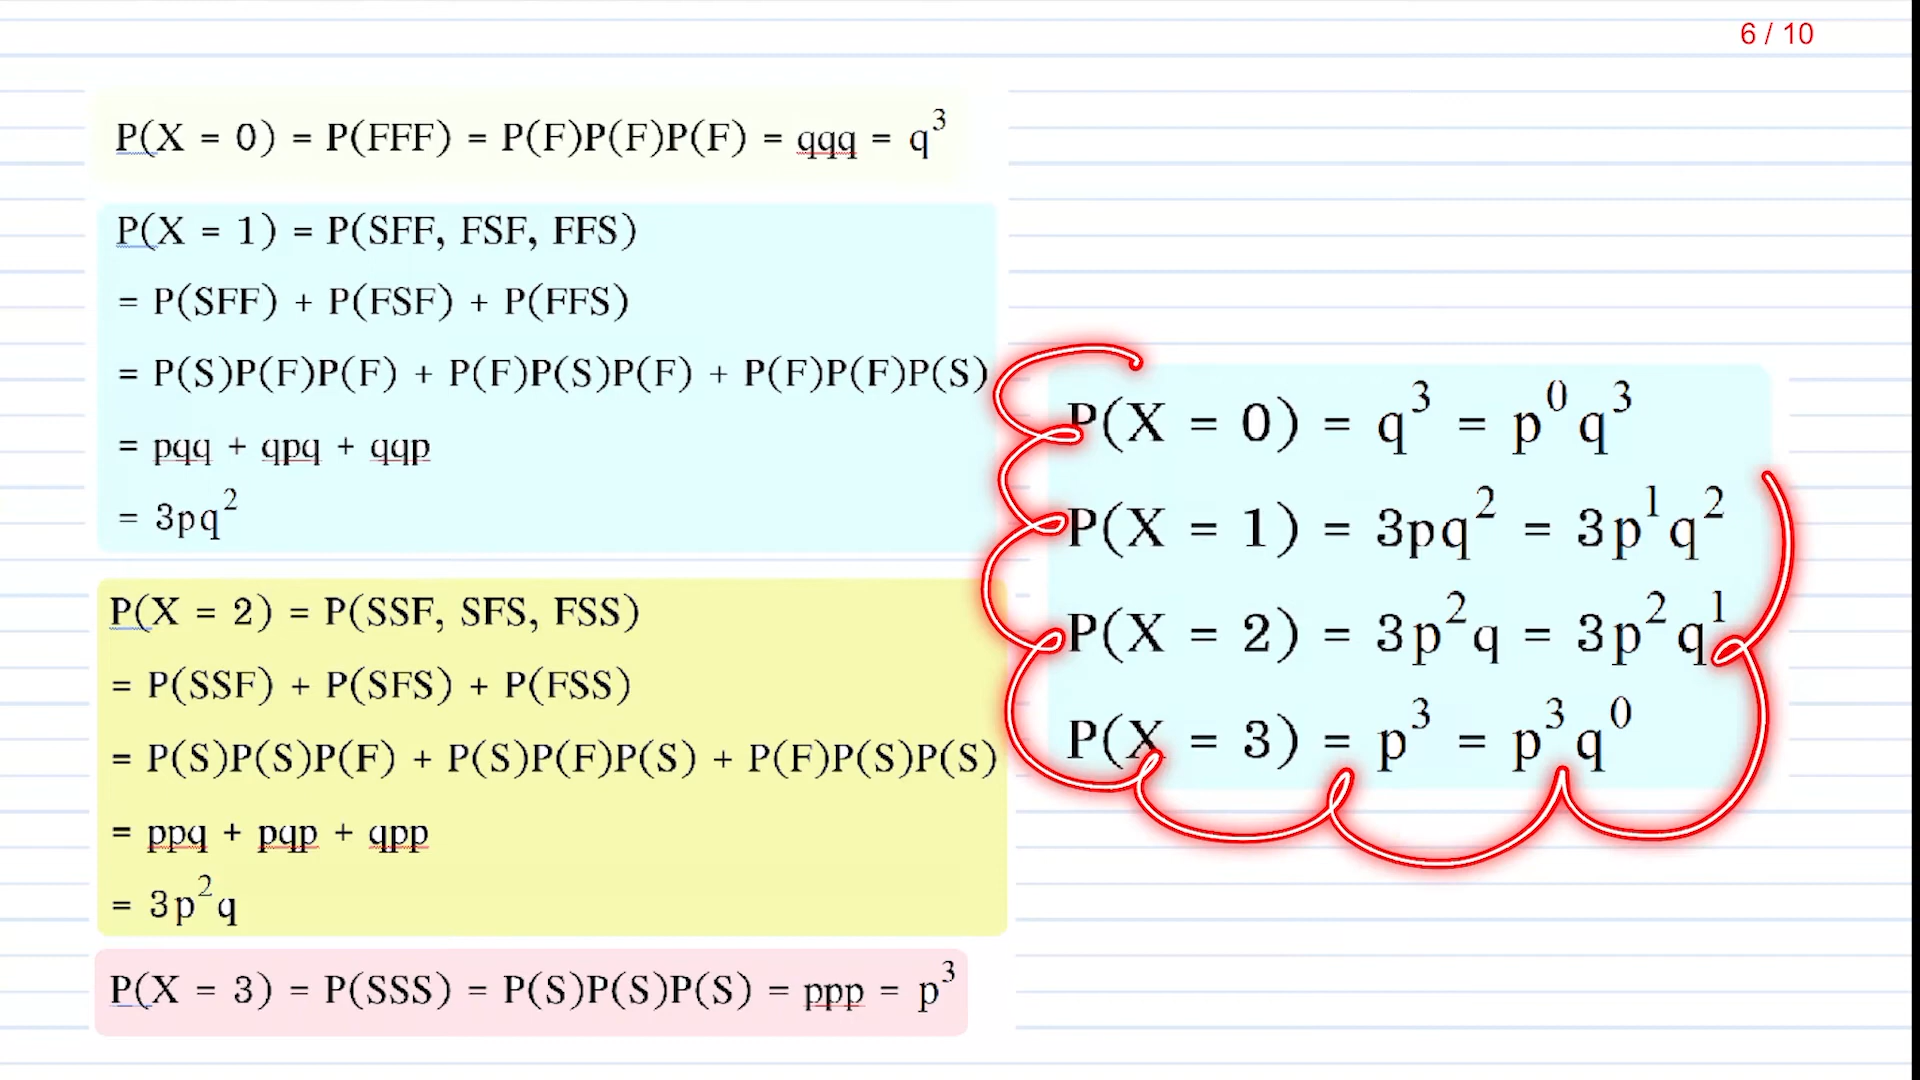 6 / 10
P(X = 0) = P(FFF) = P(F)P(F)P(F) = qqq = q³
P(X = 1) = P(SFF, FSF, FFS)
= P(SFF) + P(FSF) + P(FFS)
= P(S)P(F)P(F) + P(F)P(S)P(F) + P(F)P(F)P(S)
= pqq + qpq + qqp
= 3pq²
P(X = 2) = P(SSF, SFS, FSS)
= P(SSF) + P(SFS) + P(FSS)
= P(S)P(S)P(F) + P(S)P(F)P(S) + P(F)P(S)P(S)
= ppq + pqp + qpp
= 3p²q
P(X = 3) = P(SSS) = P(S)P(S)P(S) = ppp = p³
P(X = 0) = q³ = p⁰q³
P(X = 1) = 3pq² = 3p¹q²
P(X = 2) = 3p²q = 3p²q¹
P(X = 3) = p³ = p³q⁰